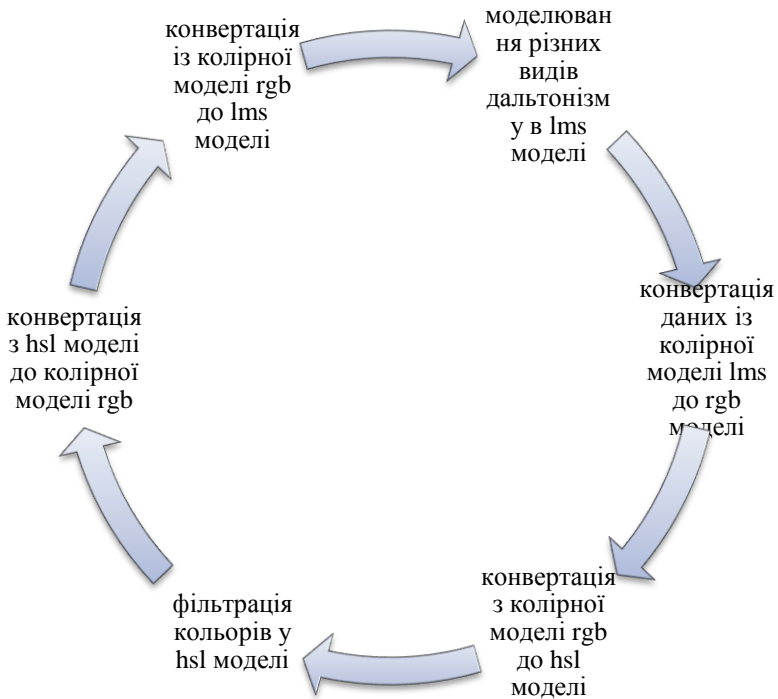 конвертація
із колірної
моделі rgb
до lms
моделі
моделюван
ня різних
видів
дальтонізм
у в lms
моделі
конвертація
даних із
колірної
моделі lms
до rgb
моделі
конвертація
з колірної
моделі rgb
до hsl
моделі
фільтрація
кольорів у
hsl моделі
конвертація
з hsl моделі
до колірної
моделі rgb